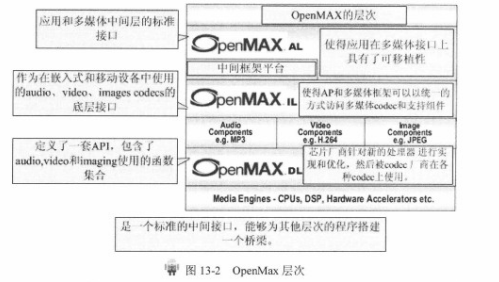 OpenMAX的层次
应用和多媒体中间层的标准
接口
OpenMAX AL
使得应用在多媒体接口上
具有了可移植性
中间框架平台
作为在嵌入式和移动设备中使用
的audio、video、images codecs的
底层接口
OpenMAX IL
使得AP和多媒体框架可以以统一的
方式访问多媒体codec和支持组件
Audio
Components
e.g. MP3
Video
Components
e.g. H.264
Image
Components
e.g. JPEG
定义了一套API，包含了
audio,video和imaging使用的函数
集合
OpenMAX DL
芯片厂商针对新的处理器 进行实
现和优化，然后被codec厂商在各
种codec上使用。
Media Engines - CPUs, DSP, Hardware Accelerators etc.
是一个标准的中间接口，能够为其他层次的程序搭建
一个桥梁。
图 13-2 OpenMax 层次